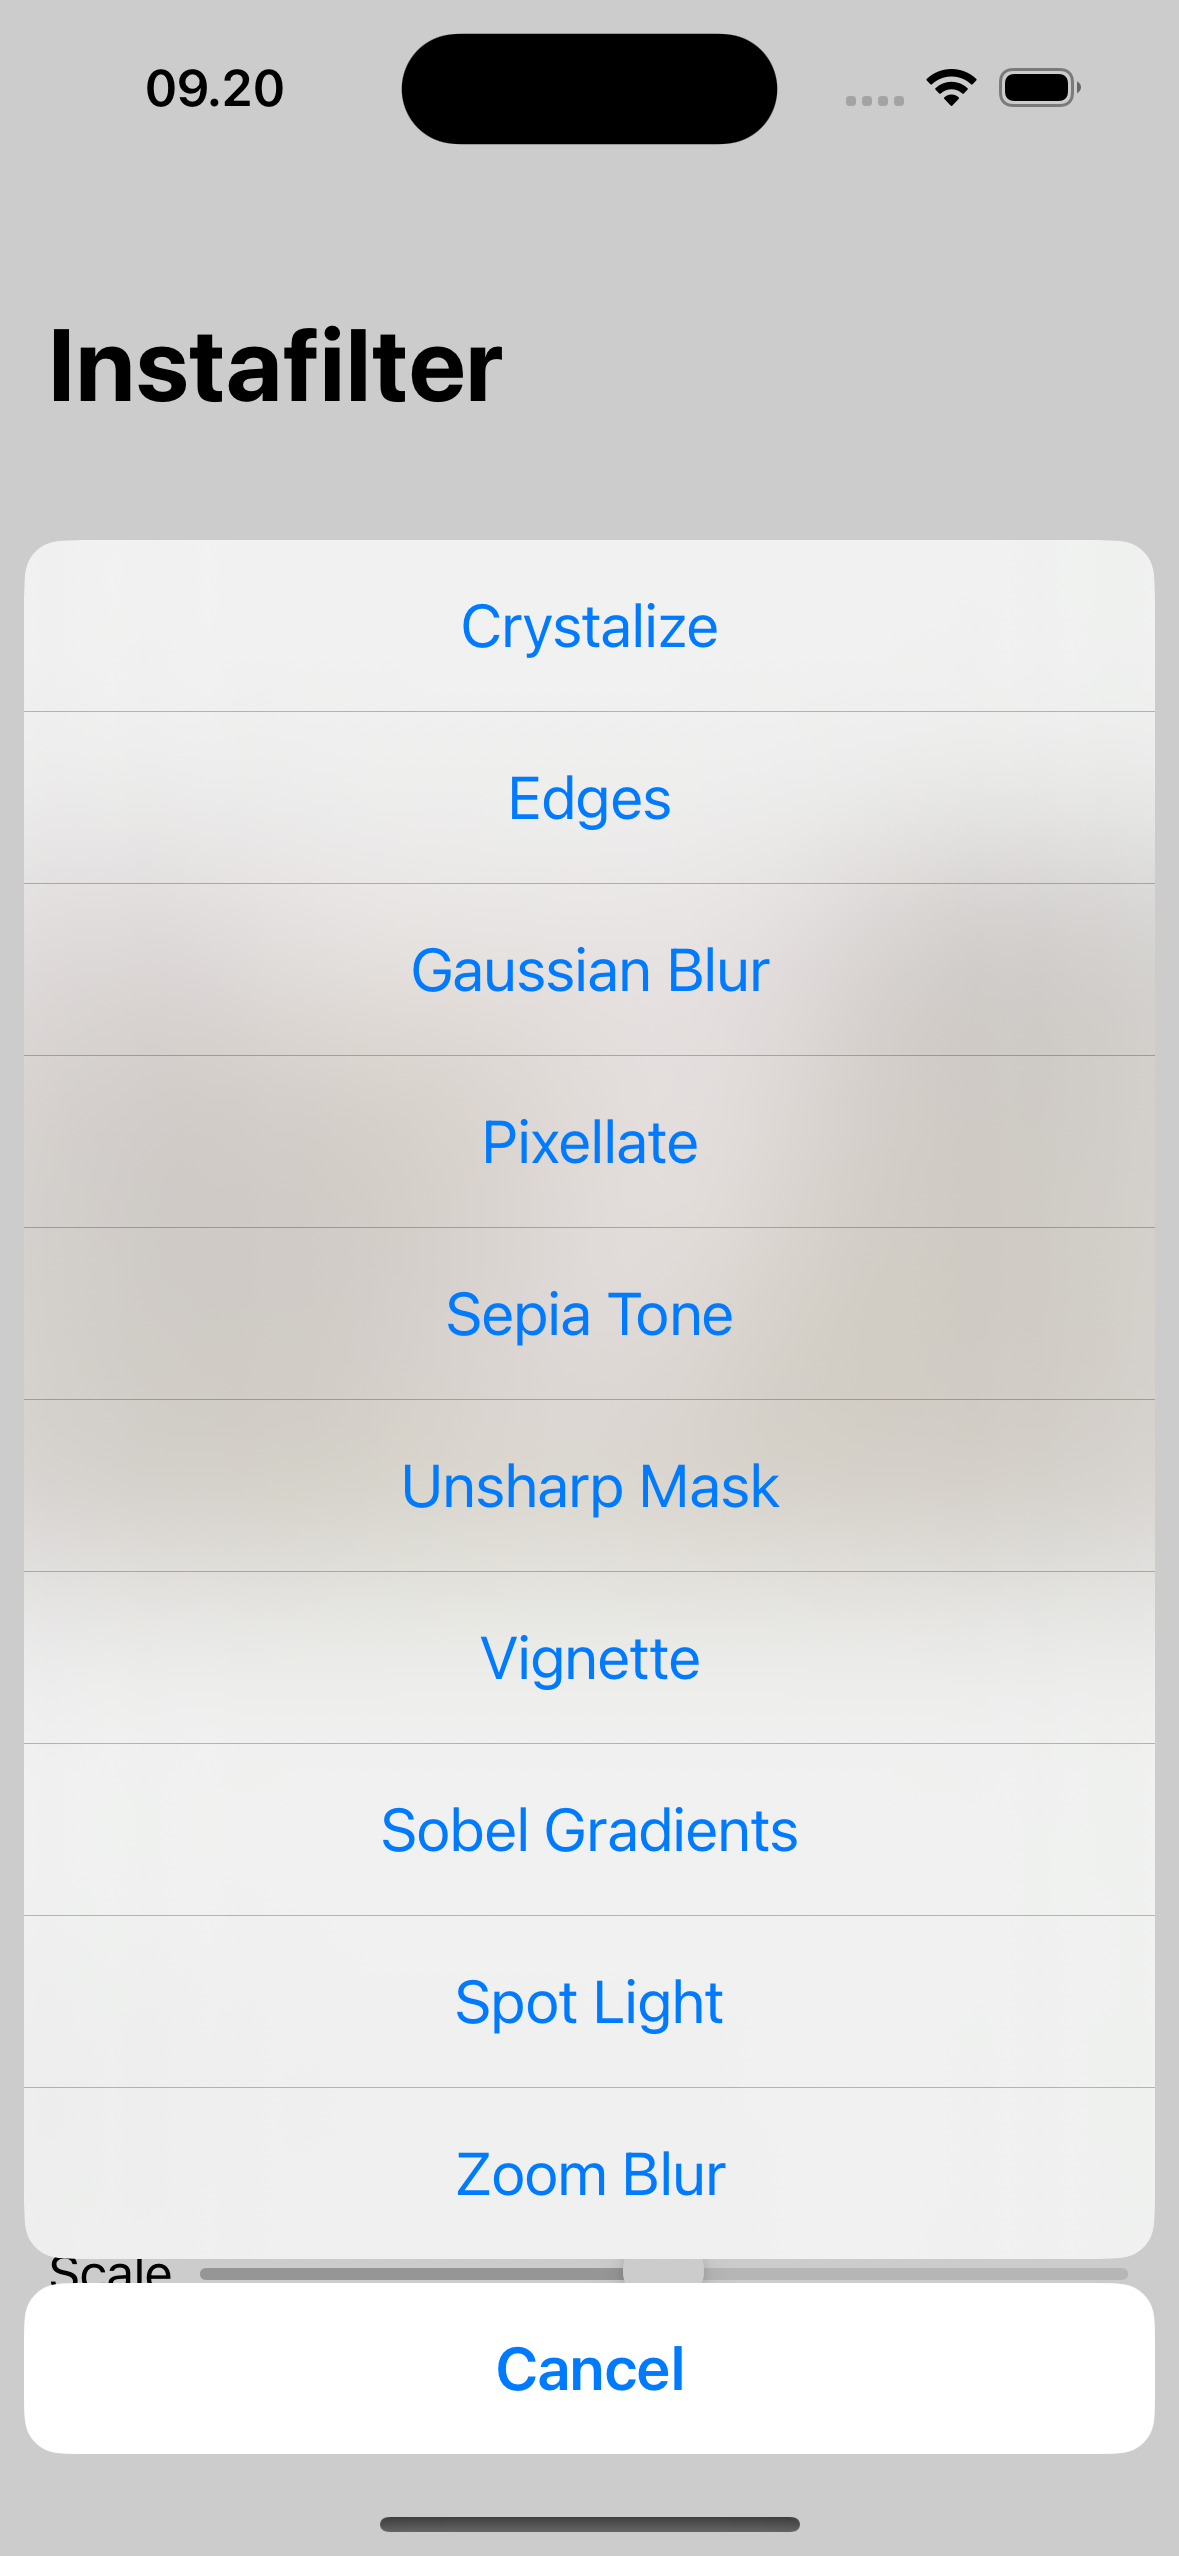 09.20
Instafilter
Crystalize
Edges
Gaussian Blur
Pixellate
Sepia Tone
Unsharp Mask
Vignette
Sobel Gradients
Spot Light
Zoom Blur
Scale
Cancel